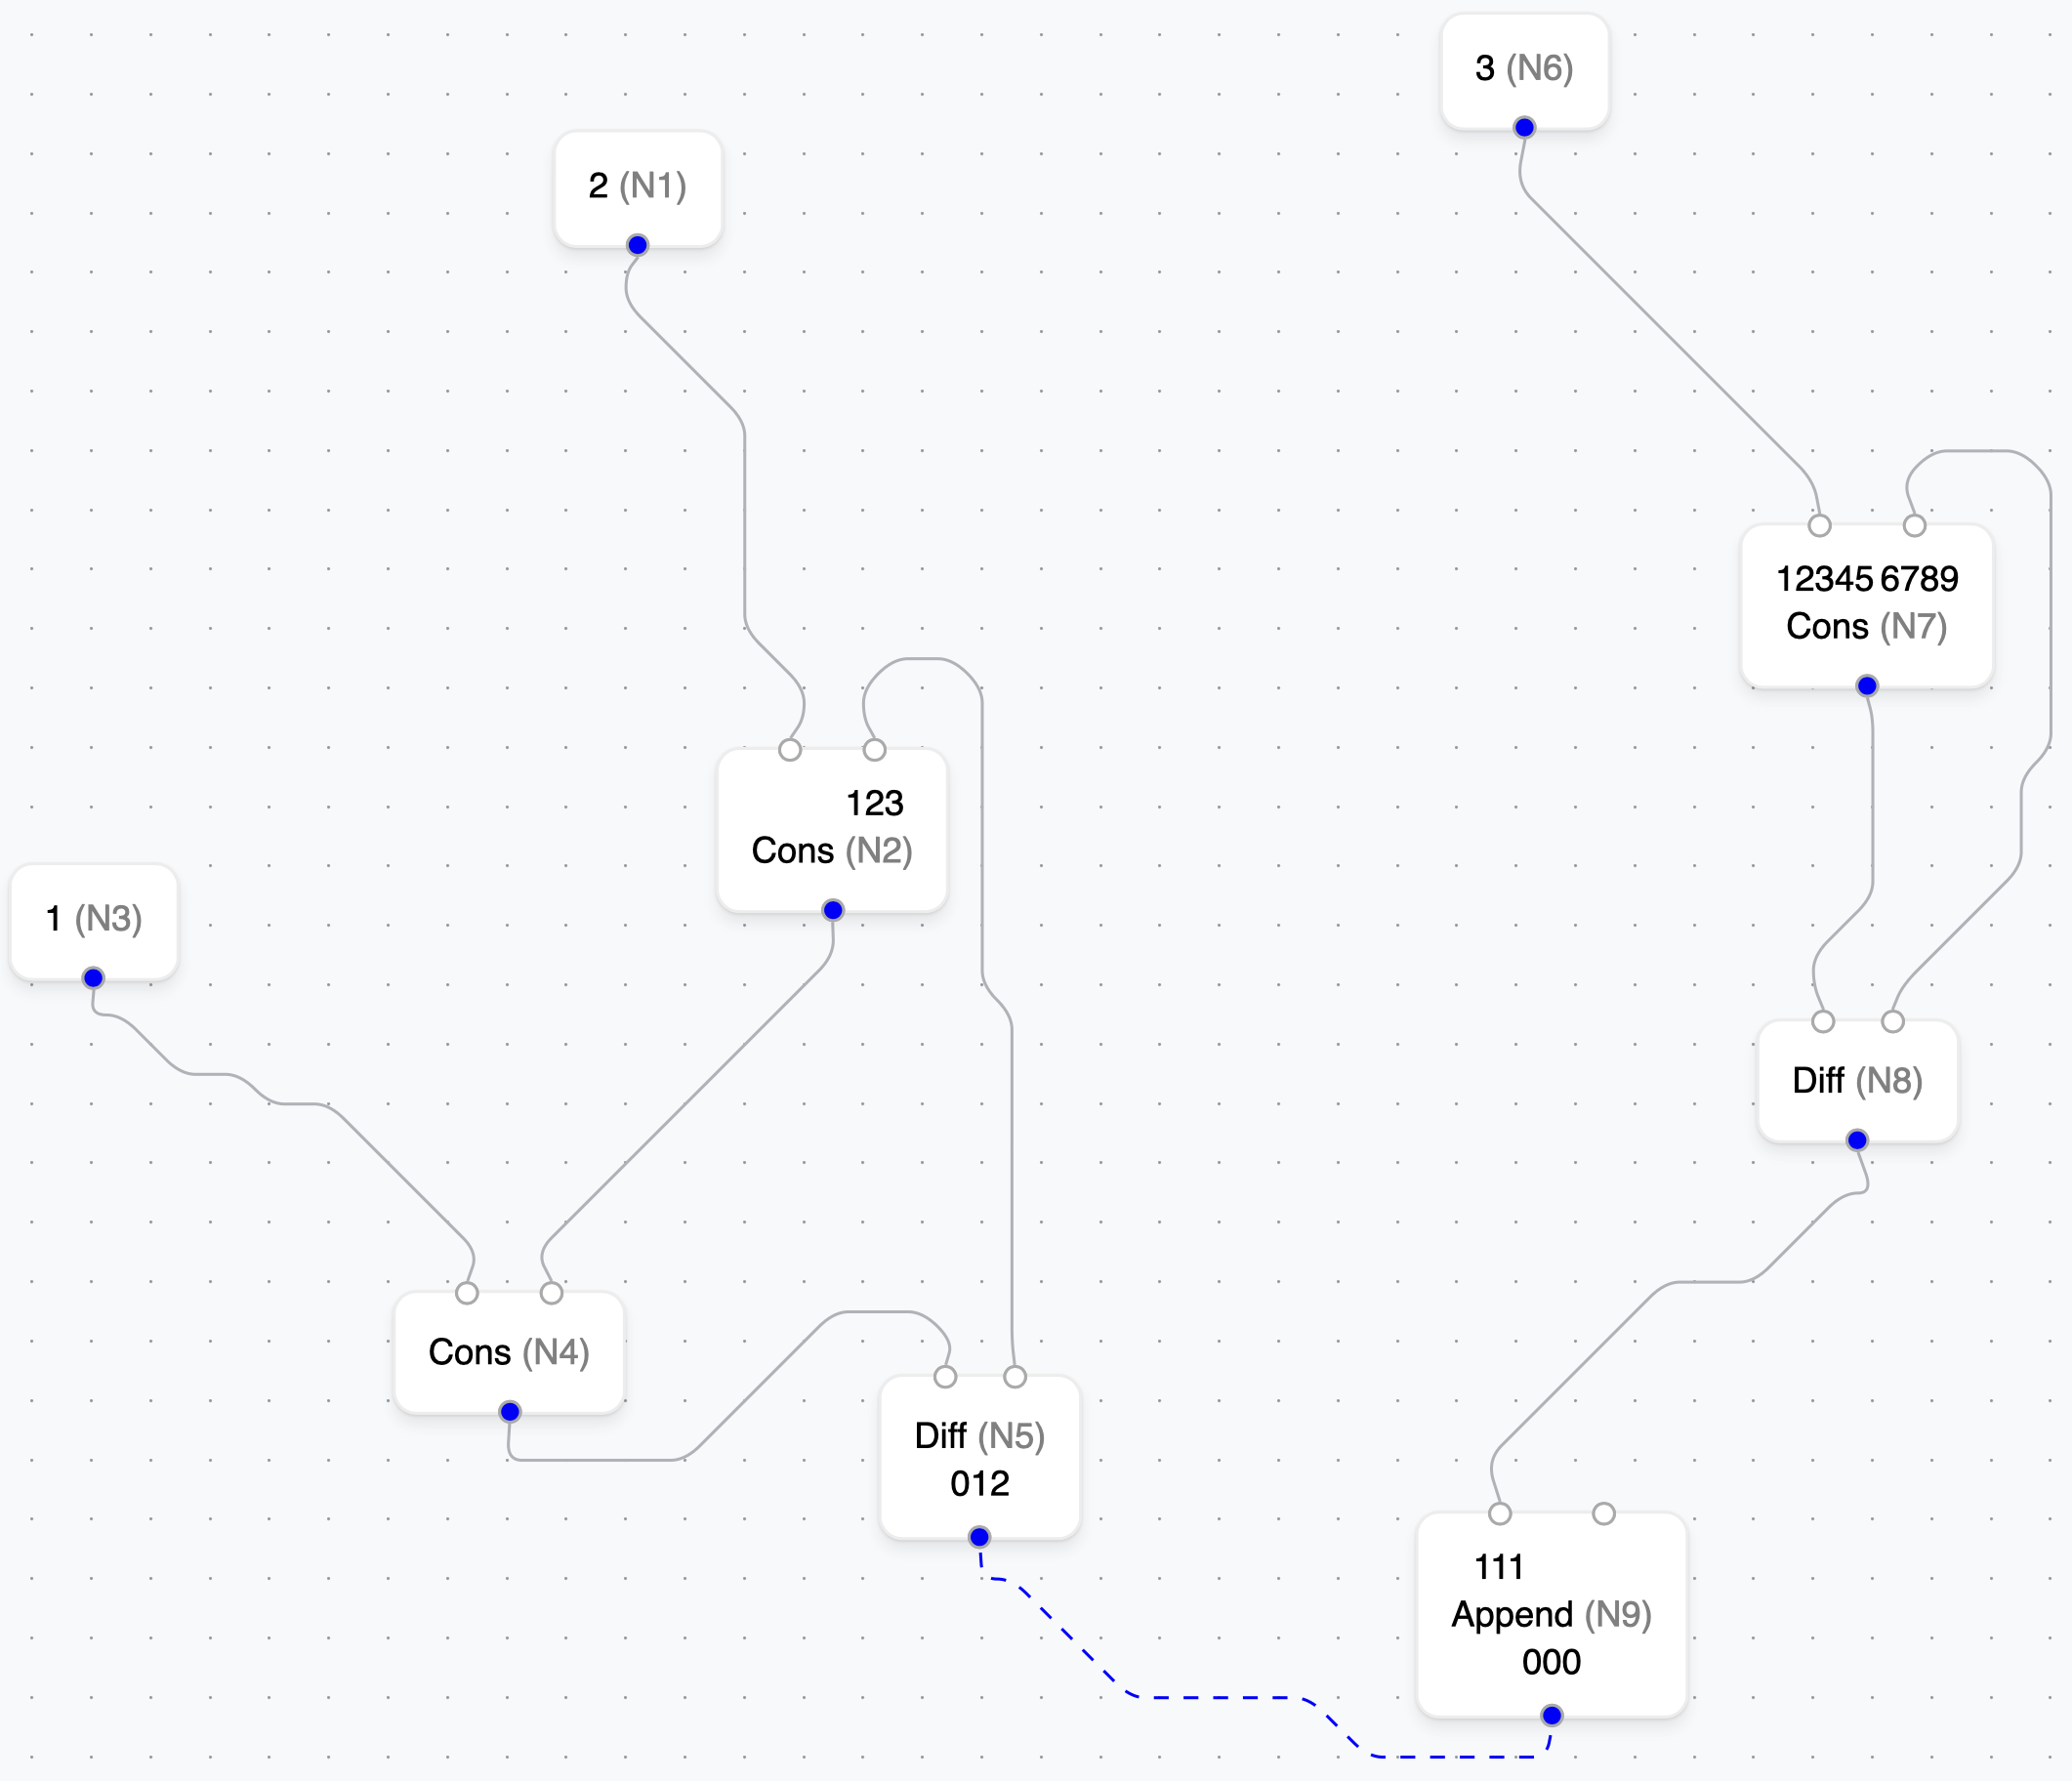 3 (N6)
2 (N1)
12345 6789
Cons (N7)
123
Cons (N2)
1 (N3)
Diff (N8)
Cons (N4)
Diff (N5)
012
111
Append (N9)
000